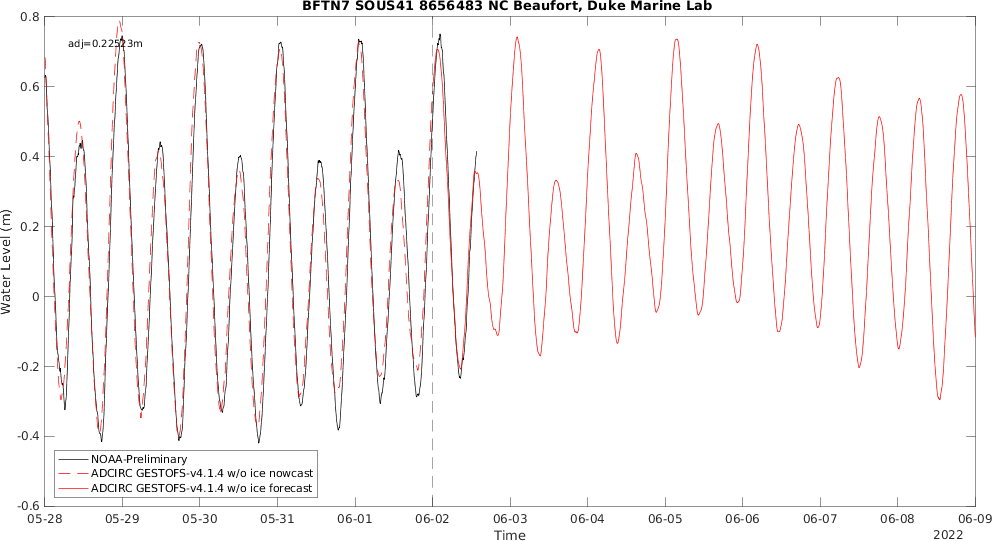 BFTN7 SOUS41 8656483 NC Beaufort, Duke Marine Lab
adj=0.22523m
Water Level (m)
0.8
0.6
0.4
0.2
0
-0.2
-0.4
-0.6
NOAA-Preliminary
ADCIRC GESTOFS-v4.1.4 w/o ice nowcast
ADCIRC GESTOFS-v4.1.4 w/o ice forecast
05-28 05-29 05-30 05-31 06-01 06-02 06-03 06-04 06-05 06-06 06-07 06-08 06-09
Time
2022